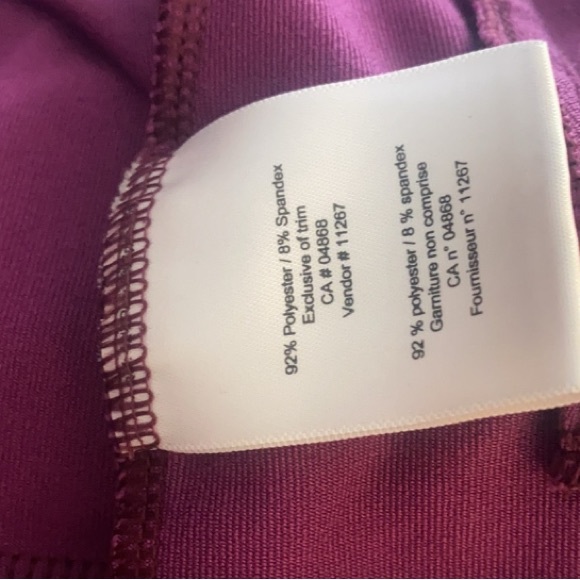 92% Polyester / 8% Spandex
Exclusive of trim
CA # 04868
Vendor # 11267
92 % polyester / 8 % spandex
Garniture non comprise
CA n° 04868
Fournisseur n° 11267